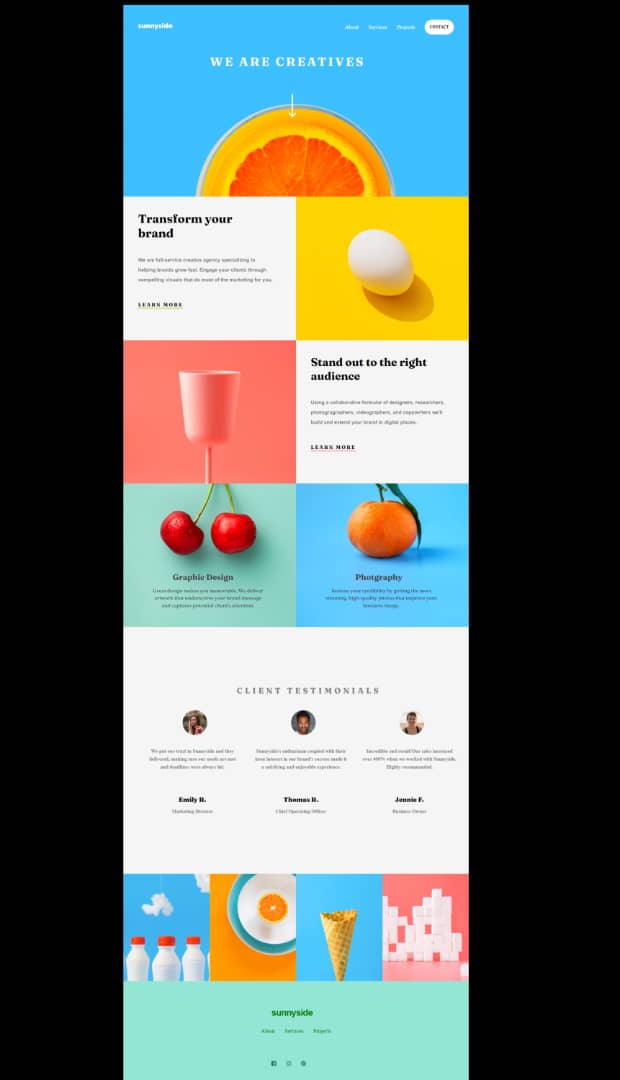 sunnyside
About Services Projects CONTACT
WE ARE CREATIVES
Transform your
brand
We are full-service creative agency specializing to
helping brands grow fast. Engage your clients through
compelling visuals that do most of the marketing for you.
LEARN MORE
Stand out to the right
audience
Using a collaborative formular of designers, researchers,
videographers, and copywriters we'll
build and extend your brand in digital places.
LEARN MORE
Graphic Design
Great design makes you memorable. We deliver
artwork that underscores your brand message
and captures potential client's attention.
Photgraphy
Increase your credibility by getting the most
stunning, high-quality photos that improve your
business image.
CLIENT TESTIMONIALS
We put our trust in Sunnyside and they
delivered, making sure our needs are met
and deadlines were always hit.
Emily R.
Marketing Director
Sunnyside's enthusiasm coupled with their
keen interest in our brand's success made it
a satisfying and enjoyable experience.
Thomas R.
Chief Operating Officer
Incredible end result! Our sales increased
over 400% when we worked with Sunnyside.
Highly recommended.
Jennie F.
Business Owner
sunnyside
About Services Projects